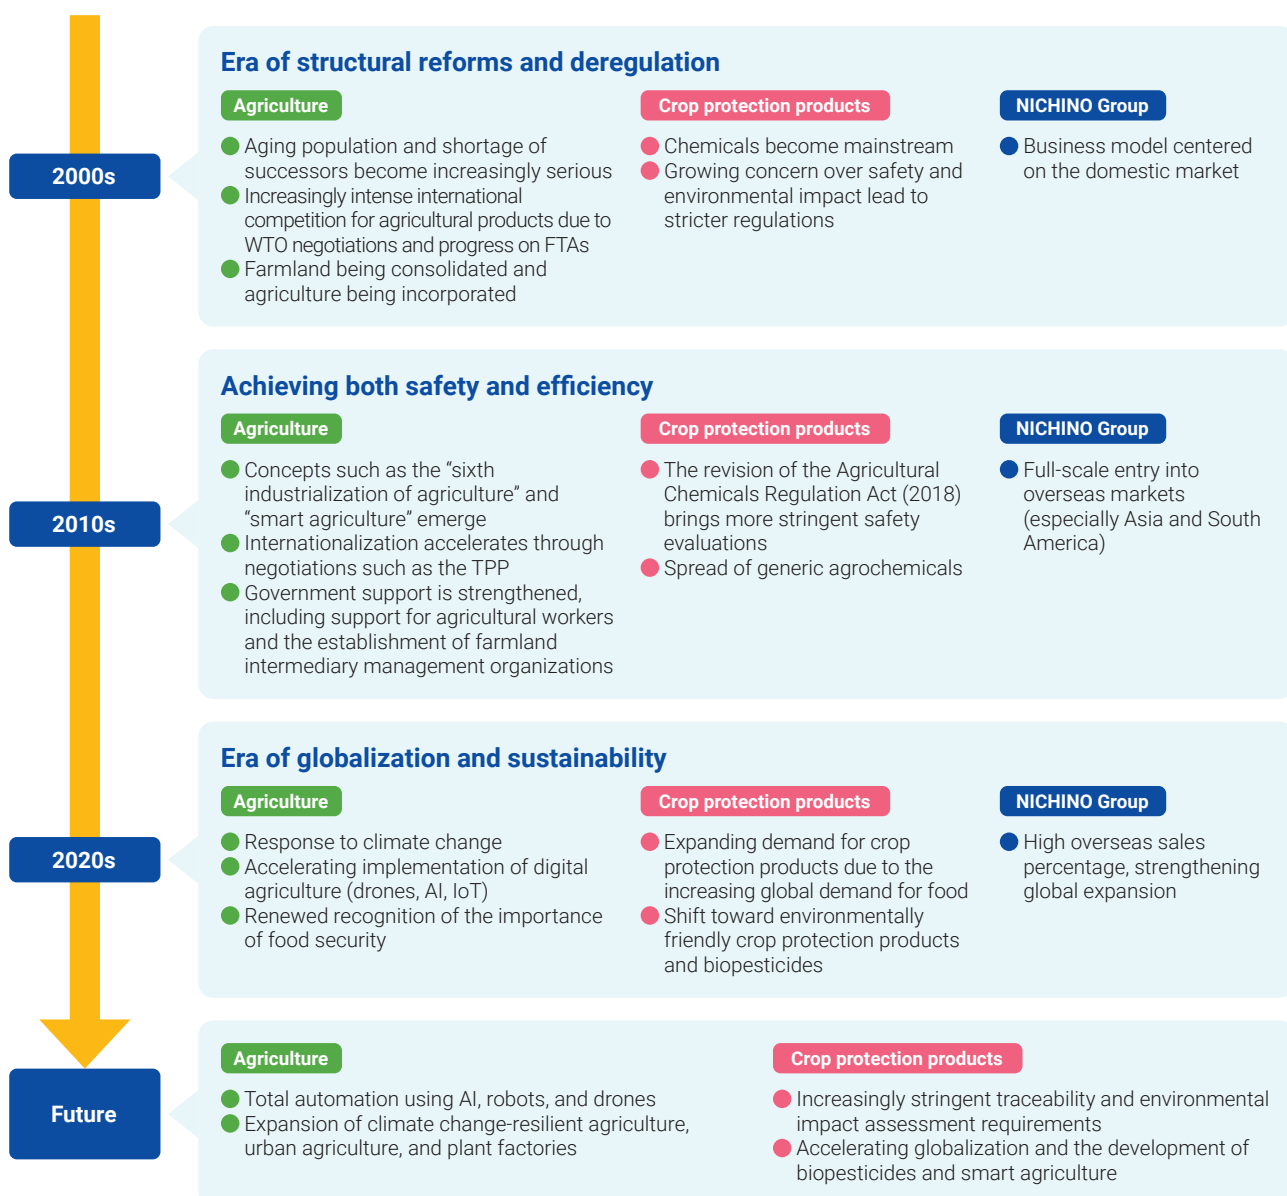 2000s
Era of structural reforms and deregulation
Agriculture
Aging population and shortage of
successors become increasingly serious
Increasingly intense international
competition for agricultural products due to
WTO negotiations and progress on FTAs
Farmland being consolidated and
agriculture being incorporated
Crop protection products
Chemicals become mainstream
Growing concern over safety and
environmental impact lead to
stricter regulations
NICHINO Group
Business model centered
on the domestic market
2010s
Achieving both safety and efficiency
Agriculture
Concepts such as the “sixth
industrialization of agriculture” and
“smart agriculture” emerge
Internationalization accelerates through
negotiations such as the TPP
Government support is strengthened,
including support for agricultural workers
and the establishment of farmland
intermediary management organizations
Crop protection products
The revision of the Agricultural
Chemicals Regulation Act (2018)
brings more stringent safety
evaluations
Spread of generic agrochemicals
NICHINO Group
Full-scale entry into
overseas markets
(especially Asia and South
America)
2020s
Era of globalization and sustainability
Agriculture
Response to climate change
Accelerating implementation of digital
agriculture (drones, AI, IoT)
Renewed recognition of the importance
of food security
Crop protection products
Expanding demand for crop
protection products due to the
increasing global demand for food
Shift toward environmentally
friendly crop protection products
and biopesticides
NICHINO Group
High overseas sales
percentage, strengthening
global expansion
Future
Agriculture
Total automation using AI, robots, and drones
Expansion of climate change-resilient agriculture,
urban agriculture, and plant factories
Crop protection products
Increasingly stringent traceability and environmental
impact assessment requirements
Accelerating globalization and the development of
biopesticides and smart agriculture